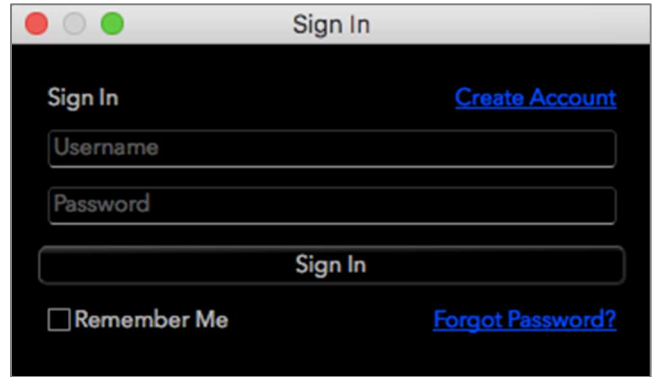 Sign In
Sign In Create Account
Username
Password
Sign In
Remember Me Forgot Password?